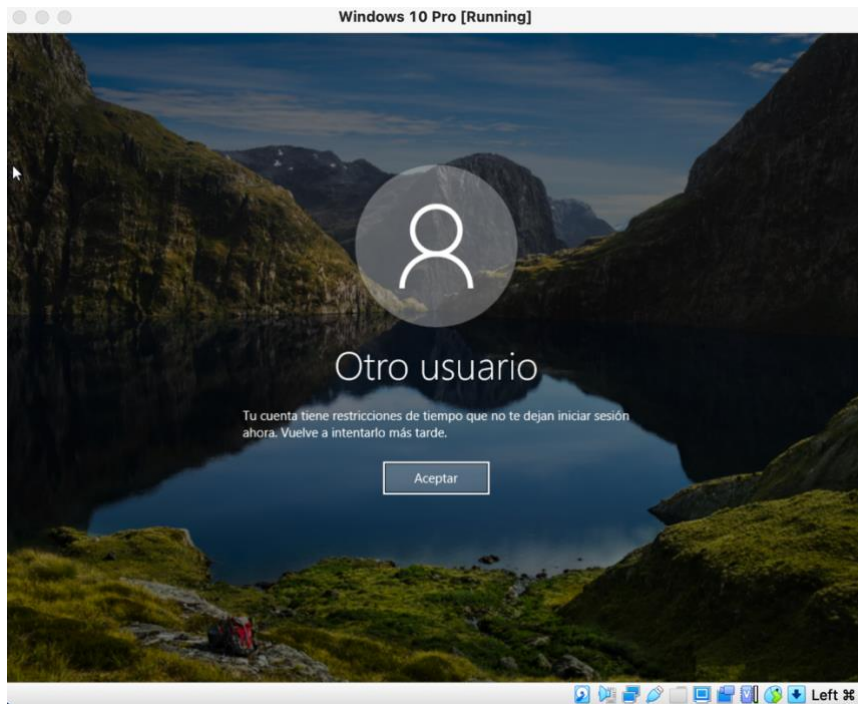 Windows 10 Pro [Running]
Otro usuario
Tu cuenta tiene restricciones de tiempo que no te dejan iniciar sesión
ahora. Vuelve a intentarlo más tarde.
Aceptar
Left ⌘